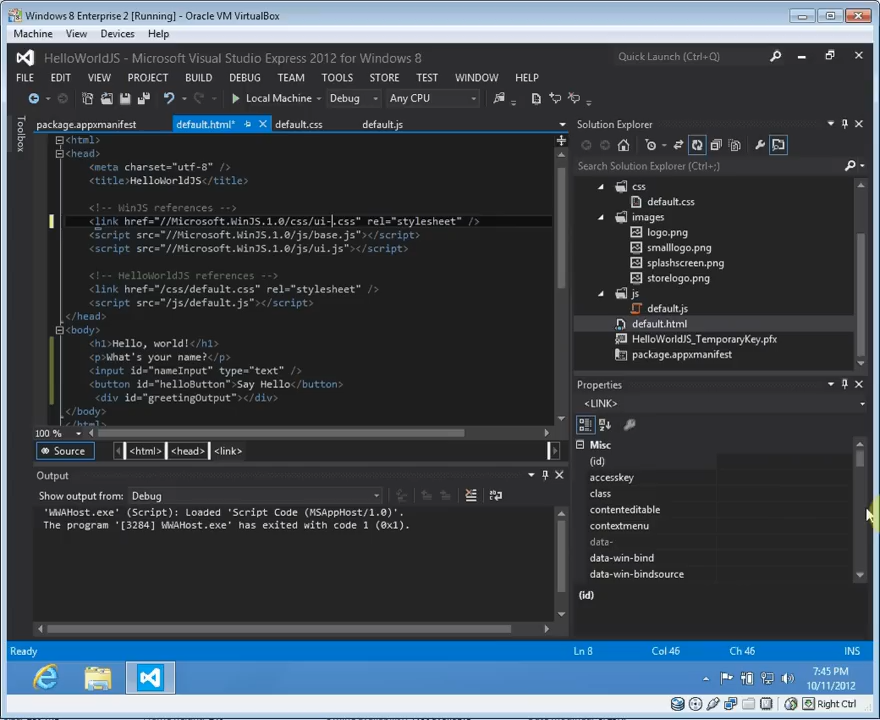 Windows 8 Enterprise 2 [Running] - Oracle VM VirtualBox
Machine View Devices Help
HelloWorldJS - Microsoft Visual Studio Express 2012 for Windows 8
Quick Launch (Ctrl+Q)
FILE EDIT VIEW PROJECT BUILD DEBUG TEAM TOOLS STORE TEST WINDOW HELP
Local Machine Debug Any CPU
Toolbox
package.appxmanifest default.html* default.css default.js
<html>
<head>
<meta charset="utf-8" />
<title>HelloWorldJS</title>
<!-- WinJS references -->
<link href="//Microsoft.WinJS.1.0/css/ui-.css" rel="stylesheet" />
<script src="//Microsoft.WinJS.1.0/js/base.js"></script>
<script src="//Microsoft.WinJS.1.0/js/ui.js"></script>
<!-- HelloWorldJS references -->
<link href="/css/default.css" rel="stylesheet" />
<script src="/js/default.js"></script>
</head>
<body>
<h1>Hello, world!</h1>
<p>What's your name?</p>
<input id="nameInput" type="text" />
<button id="helloButton">Say Hello</button>
<div id="greetingOutput"></div>
</body>
100 %
Source <html> <head> <link>
Output
Show output from: Debug
'WWAHost.exe' (Script): Loaded 'Script Code (MSAppHost/1.0)'.
The program '[3284] WWAHost.exe' has exited with code 1 (0x1).
Solution Explorer
Search Solution Explorer (Ctrl+;)
css
default.css
images
logo.png
smalllogo.png
splashscreen.png
storelogo.png
js
default.js
default.html
HelloWorldJS_TemporaryKey.pfx
package.appxmanifest
Properties
<LINK>
Misc
(id)
accesskey
class
contenteditable
contextmenu
data-
data-win-bind
data-win-bindsource
(id)
Ready Ln 8 Col 46 Ch 46 INS
7:45 PM
10/11/2012
Right Ctrl